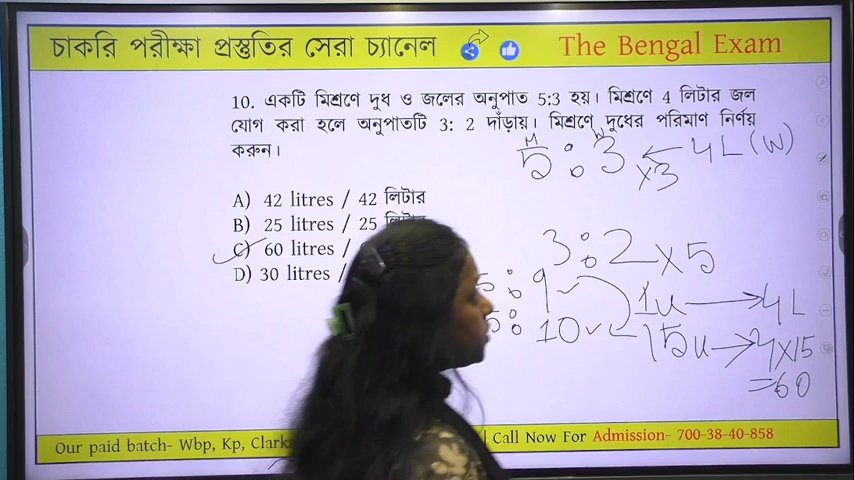 চাকরি পরীক্ষা প্রস্তুতির সেরা চ্যানেল The Bengal Exam
10. একটি মিশ্রণে দুধ ও জলের অনুপাত 5:3 হয়। মিশ্রণে 4 লিটার জল
যোগ করা হলে অনুপাতটি 3: 2 দাঁড়ায়। মিশ্রণে দুধের পরিমাণ নির্ণয়
করুন।
M W
5 : 3 ← 4L (W)
×3
A) 42 litres / 42 লিটার
B) 25 litres / 25 লিটার
C) 60 litres /
D) 30 litres /
3 : 2 ×5
5 : 9
1u → 4L
5 : 10
15u → 4×15
=60
Our paid batch- Wbp, Kp, Clark
Call Now For Admission- 700-38-40-858